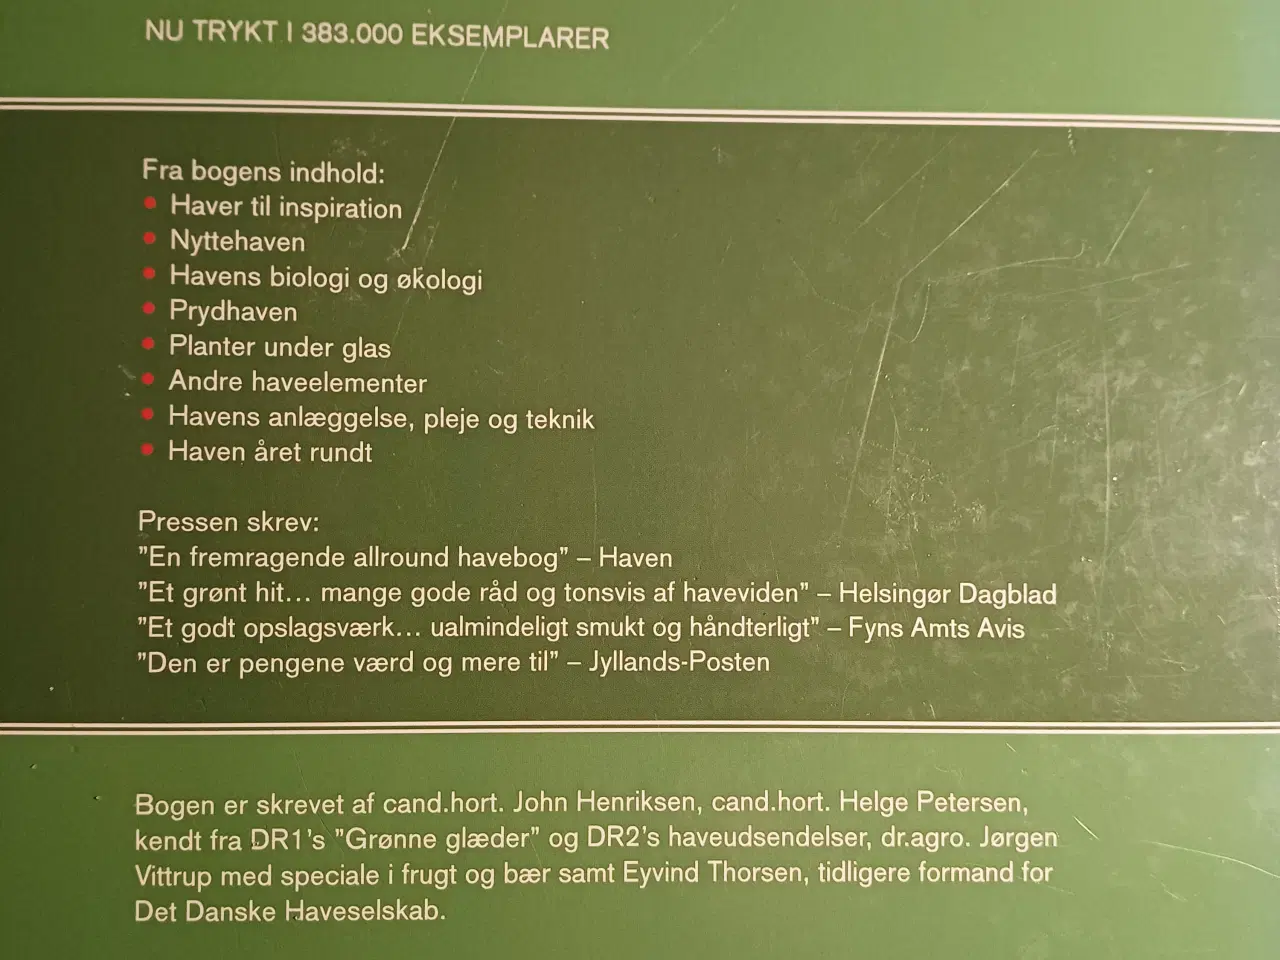 NU TRYKT I 383.000 EKSEMPLARER
Fra bogens indhold:
• Haver til inspiration
• Nyttehaven
• Havens biologi og økologi
• Prydhaven
• Planter under glas
• Andre haveelementer
• Havens anlæggelse, pleje og teknik
• Haven året rundt
Pressen skrev:
”En fremragende allround havebog” – Haven
”Et grønt hit... mange gode råd og tonsvis af haveviden” – Helsingør Dagblad
”Et godt opslagsværk... ualmindeligt smukt og håndterligt” – Fyns Amts Avis
”Den er pengene værd og mere til” – Jyllands-Posten
Bogen er skrevet af cand.hort. John Henriksen, cand.hort. Helge Petersen,
kendt fra DR1's "Grønne glæder" og DR2's haveudsendelser, dr.agro. Jørgen
Vittrup med speciale i frugt og bær samt Eyvind Thorsen, tidligere formand for
Det Danske Haveselskab.